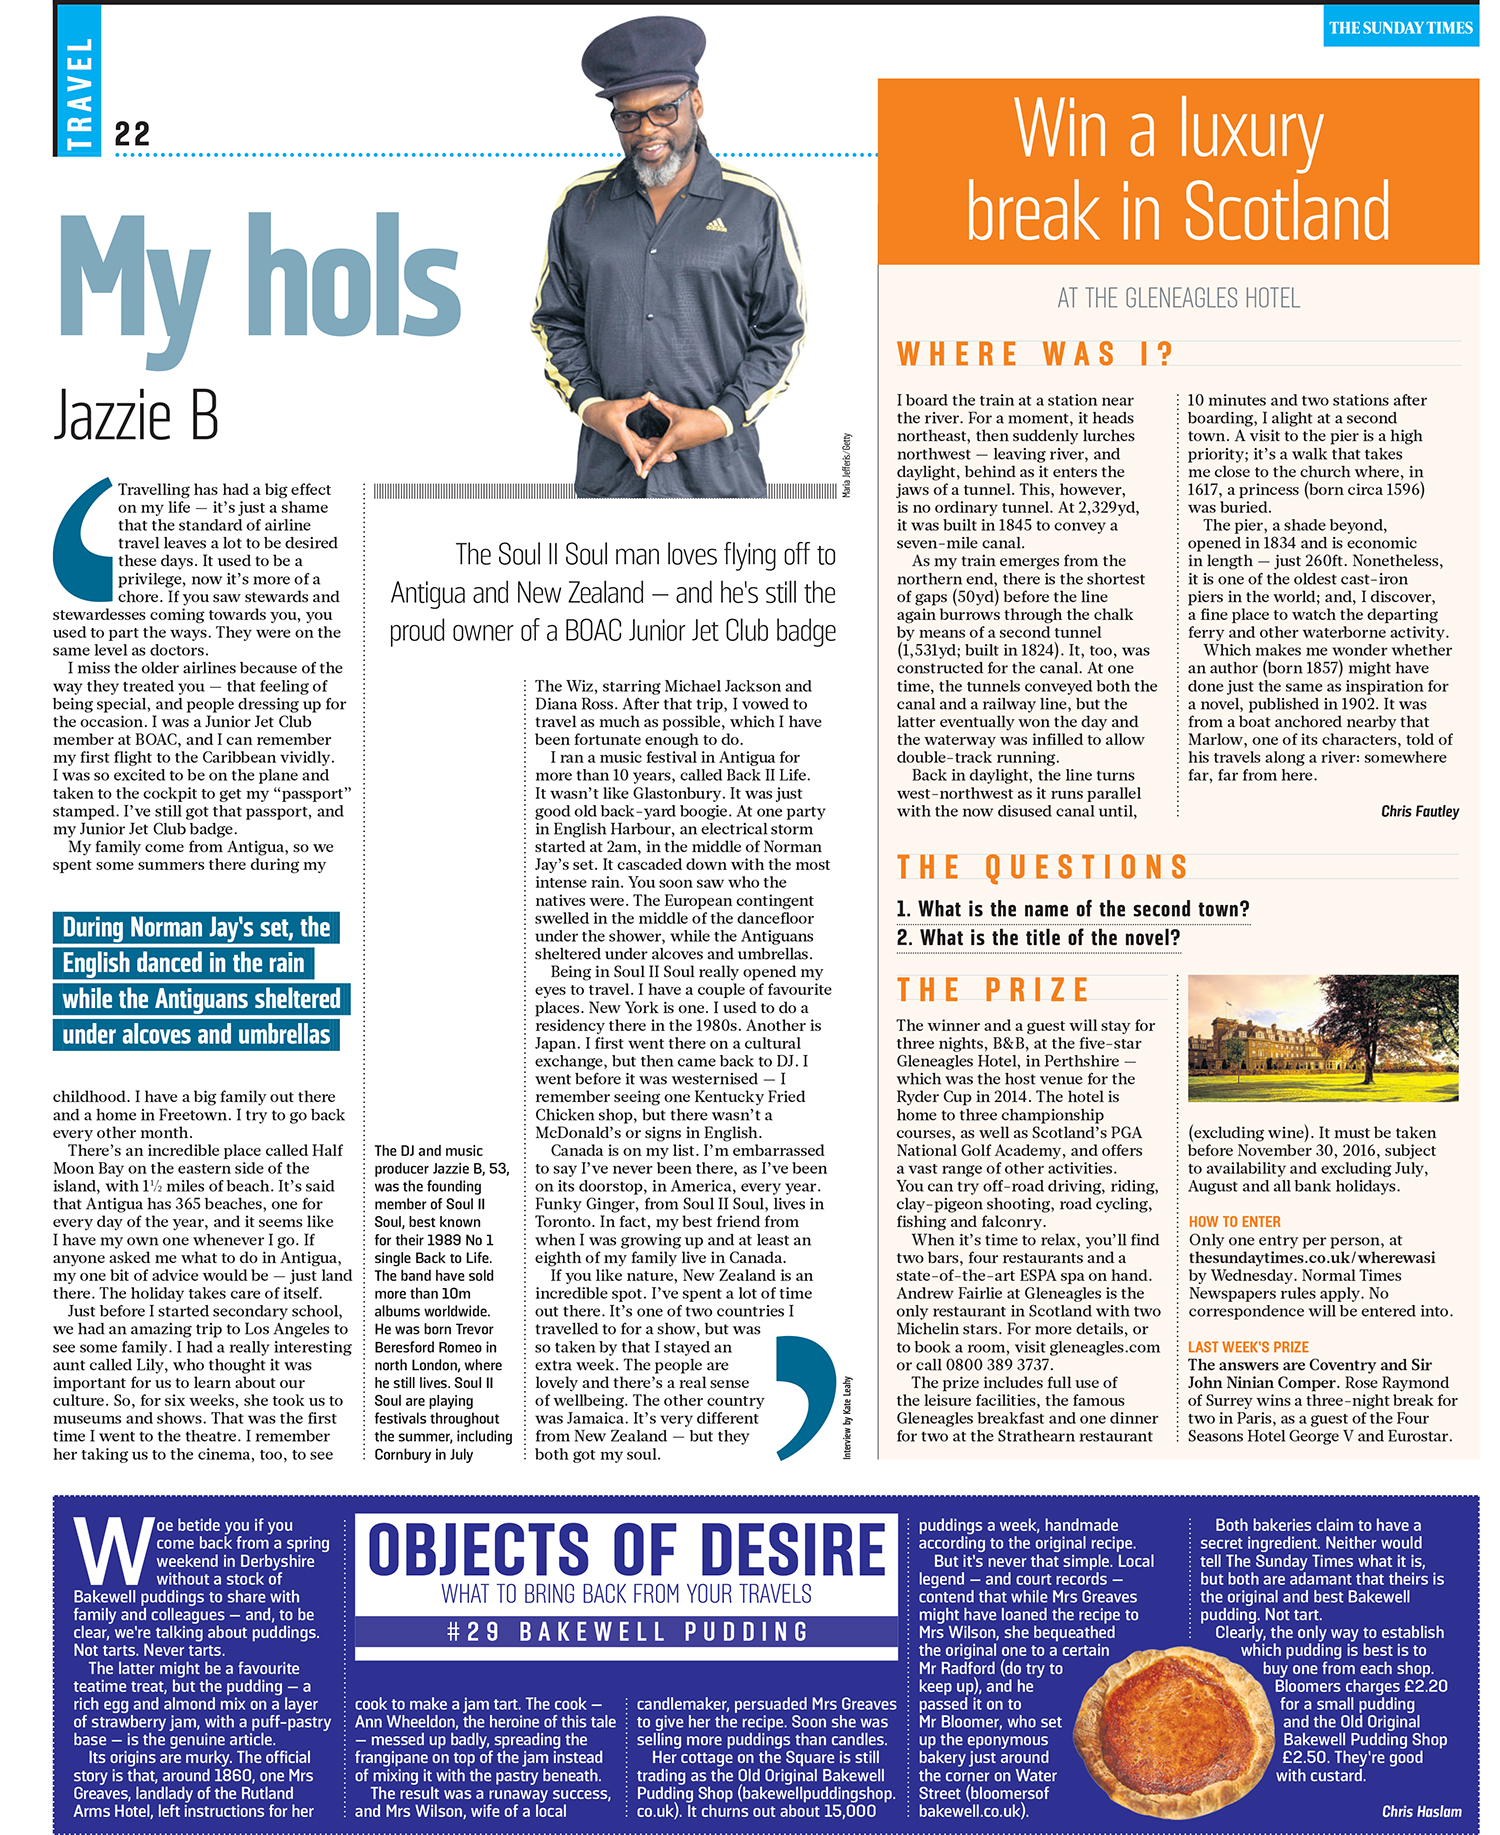 TRAVEL
22
THE SUNDAY TIMES
My hols
Jazzie B
Maria Jefferis/Getty
adidas
Travelling has had a big effect
on my life — it's just a shame
that the standard of airline
travel leaves a lot to be desired
these days. It used to be a
privilege, now it's more of a
chore. If you saw stewards and
stewardesses coming towards you, you
used to part the ways. They were on the
same level as doctors.
I miss the older airlines because of the
way they treated you — that feeling of
being special, and people dressing up for
the occasion. I was a Junior Jet Club
member at BOAC, and I can remember
my first flight to the Caribbean vividly.
I was so excited to be on the plane and
taken to the cockpit to get my “passport”
stamped. I've still got that passport, and
my Junior Jet Club badge.
My family come from Antigua, so we
spent some summers there during my
During Norman Jay's set, the
English danced in the rain
while the Antiguans sheltered
under alcoves and umbrellas
childhood. I have a big family out there
and a home in Freetown. I try to go back
every other month.
There's an incredible place called Half
Moon Bay on the eastern side of the
island, with 1½ miles of beach. It's said
that Antigua has 365 beaches, one for
every day of the year, and it seems like
I have my own one whenever I go. If
anyone asked me what to do in Antigua,
my one bit of advice would be — just land
there. The holiday takes care of itself.
Just before I started secondary school,
we had an amazing trip to Los Angeles to
see some family. I had a really interesting
aunt called Lily, who thought it was
important for us to learn about our
culture. So, for six weeks, she took us to
museums and shows. That was the first
time I went to the theatre. I remember
her taking us to the cinema, too, to see
The Soul II Soul man loves flying off to
Antigua and New Zealand — and he's still the
proud owner of a BOAC Junior Jet Club badge
The DJ and music
producer Jazzie B, 53,
was the founding
member of Soul II
Soul, best known
for their 1989 No 1
single Back to Life.
The band have sold
more than 10m
albums worldwide.
He was born Trevor
Beresford Romeo in
north London, where
he still lives. Soul II
Soul are playing
festivals throughout
the summer, including
Cornbury in July
The Wiz, starring Michael Jackson and
Diana Ross. After that trip, I vowed to
travel as much as possible, which I have
been fortunate enough to do.
I ran a music festival in Antigua for
more than 10 years, called Back II Life.
It wasn't like Glastonbury. It was just
good old back-yard boogie. At one party
in English Harbour, an electrical storm
started at 2am, in the middle of Norman
Jay's set. It cascaded down with the most
intense rain. You soon saw who the
natives were. The European contingent
swelled in the middle of the dancefloor
under the shower, while the Antiguans
sheltered under alcoves and umbrellas.
Being in Soul II Soul really opened my
eyes to travel. I have a couple of favourite
places. New York is one. I used to do a
residency there in the 1980s. Another is
Japan. I first went there on a cultural
exchange, but then came back to DJ. I
went before it was westernised — I
remember seeing one Kentucky Fried
Chicken shop, but there wasn't a
McDonald's or signs in English.
Canada is on my list. I'm embarrassed
to say I've never been there, as I've been
on its doorstop, in America, every year.
Funky Ginger, from Soul II Soul, lives in
Toronto. In fact, my best friend from
when I was growing up and at least an
eighth of my family live in Canada.
If you like nature, New Zealand is an
incredible spot. I've spent a lot of time
out there. It's one of two countries I
travelled to for a show, but was
so taken by that I stayed an
extra week. The people are
lovely and there's a real sense
of wellbeing. The other country
was Jamaica. It's very different
from New Zealand — but they
both got my soul.
Interview by Kate Leahy
Win a luxury
break in Scotland
AT THE GLENEAGLES HOTEL
WHERE WAS I?
I board the train at a station near
the river. For a moment, it heads
northeast, then suddenly lurches
northwest — leaving river, and
daylight, behind as it enters the
jaws of a tunnel. This, however,
is no ordinary tunnel. At 2,329yd,
it was built in 1845 to convey a
seven-mile canal.
As my train emerges from the
northern end, there is the shortest
of gaps (50yd) before the line
again burrows through the chalk
by means of a second tunnel
(1,531yd; built in 1824). It, too, was
constructed for the canal. At one
time, the tunnels conveyed both the
canal and a railway line, but the
latter eventually won the day and
the waterway was infilled to allow
double-track running.
Back in daylight, the line turns
west-northwest as it runs parallel
with the now disused canal until,
10 minutes and two stations after
boarding, I alight at a second
town. A visit to the pier is a high
priority; it's a walk that takes
me close to the church where, in
1617, a princess (born circa 1596)
was buried.
The pier, a shade beyond,
opened in 1834 and is economic
in length — just 260ft. Nonetheless,
it is one of the oldest cast-iron
piers in the world; and, I discover,
a fine place to watch the departing
ferry and other waterborne activity.
Which makes me wonder whether
an author (born 1857) might have
done just the same as inspiration for
a novel, published in 1902. It was
from a boat anchored nearby that
Marlow, one of its characters, told of
his travels along a river: somewhere
far, far from here.
Chris Fautley
THE QUESTIONS
1. What is the name of the second town?
2. What is the title of the novel?
THE PRIZE
The winner and a guest will stay for
three nights, B&B, at the five-star
Gleneagles Hotel, in Perthshire —
which was the host venue for the
Ryder Cup in 2014. The hotel is
home to three championship
courses, as well as Scotland's PGA
National Golf Academy, and offers
a vast range of other activities.
You can try off-road driving, riding,
clay-pigeon shooting, road cycling,
fishing and falconry.
When it's time to relax, you'll find
two bars, four restaurants and a
state-of-the-art ESPA spa on hand.
Andrew Fairlie at Gleneagles is the
only restaurant in Scotland with two
Michelin stars. For more details, or
to book a room, visit gleneagles.com
or call 0800 389 3737.
The prize includes full use of
the leisure facilities, the famous
Gleneagles breakfast and one dinner
for two at the Strathearn restaurant
(excluding wine). It must be taken
before November 30, 2016, subject
to availability and excluding July,
August and all bank holidays.
HOW TO ENTER
Only one entry per person, at
thesundaytimes.co.uk/wherewasi
by Wednesday. Normal Times
Newspapers rules apply. No
correspondence will be entered into.
LAST WEEK'S PRIZE
The answers are Coventry and Sir
John Ninian Comper. Rose Raymond
of Surrey wins a three-night break for
two in Paris, as a guest of the Four
Seasons Hotel George V and Eurostar.
Woe betide you if you
come back from a spring
weekend in Derbyshire
without a stock of
Bakewell puddings to share with
family and colleagues — and, to be
clear, we're talking about puddings.
Not tarts. Never tarts.
The latter might be a favourite
teatime treat, but the pudding — a
rich egg and almond mix on a layer
of strawberry jam, with a puff-pastry
base — is the genuine article.
Its origins are murky. The official
story is that, around 1860, one Mrs
Greaves, landlady of the Rutland
Arms Hotel, left instructions for her
OBJECTS OF DESIRE
WHAT TO BRING BACK FROM YOUR TRAVELS
#29 BAKEWELL PUDDING
cook to make a jam tart. The cook —
Ann Wheeldon, the heroine of this tale
— messed up badly, spreading the
frangipane on top of the jam instead
of mixing it with the pastry beneath.
The result was a runaway success,
and Mrs Wilson, wife of a local
candlemaker, persuaded Mrs Greaves
to give her the recipe. Soon she was
selling more puddings than candles.
Her cottage on the Square is still
trading as the Old Original Bakewell
Pudding Shop (bakewellpuddingshop.
co.uk). It churns out about 15,000
puddings a week, handmade
according to the original recipe.
But it's never that simple. Local
legend — and court records —
contend that while Mrs Greaves
might have loaned the recipe to
Mrs Wilson, she bequeathed
the original one to a certain
Mr Radford (do try to
keep up), and he
passed it on to
Mr Bloomer, who set
up the eponymous
bakery just around
the corner on Water
Street (bloomersof
bakewell.co.uk).
Both bakeries claim to have a
secret ingredient. Neither would
tell The Sunday Times what it is,
but both are adamant that theirs is
the original and best Bakewell
pudding. Not tart.
Clearly, the only way to establish
which pudding is best is to
buy one from each shop.
Bloomers charges £2.20
for a small pudding
and the Old Original
Bakewell Pudding Shop
£2.50. They're good
with custard.
Chris Haslam